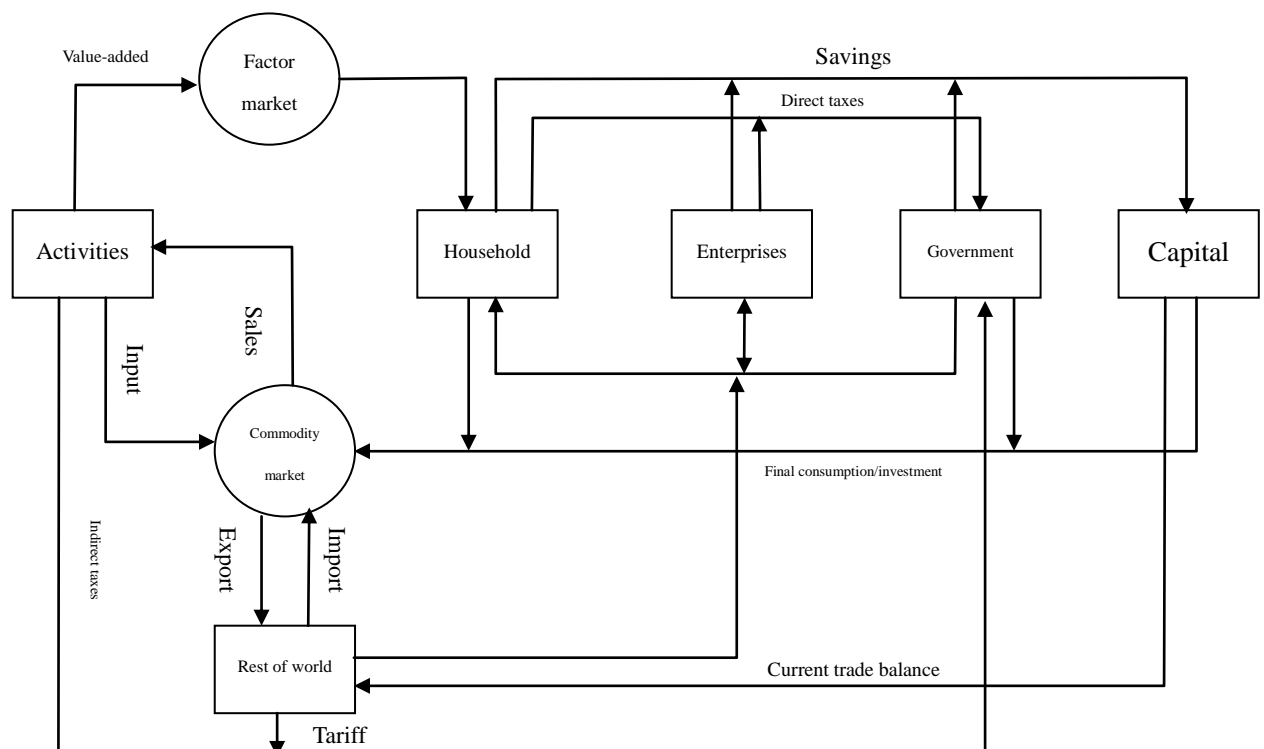 Value-added
Factor
market
Savings
Direct taxes
Activities
Household
Enterprises
Government
Capital
Sales
Input
Commodity
market
Final consumption/investment
Indirect taxes
Export
Import
Rest of world
Current trade balance
Tariff